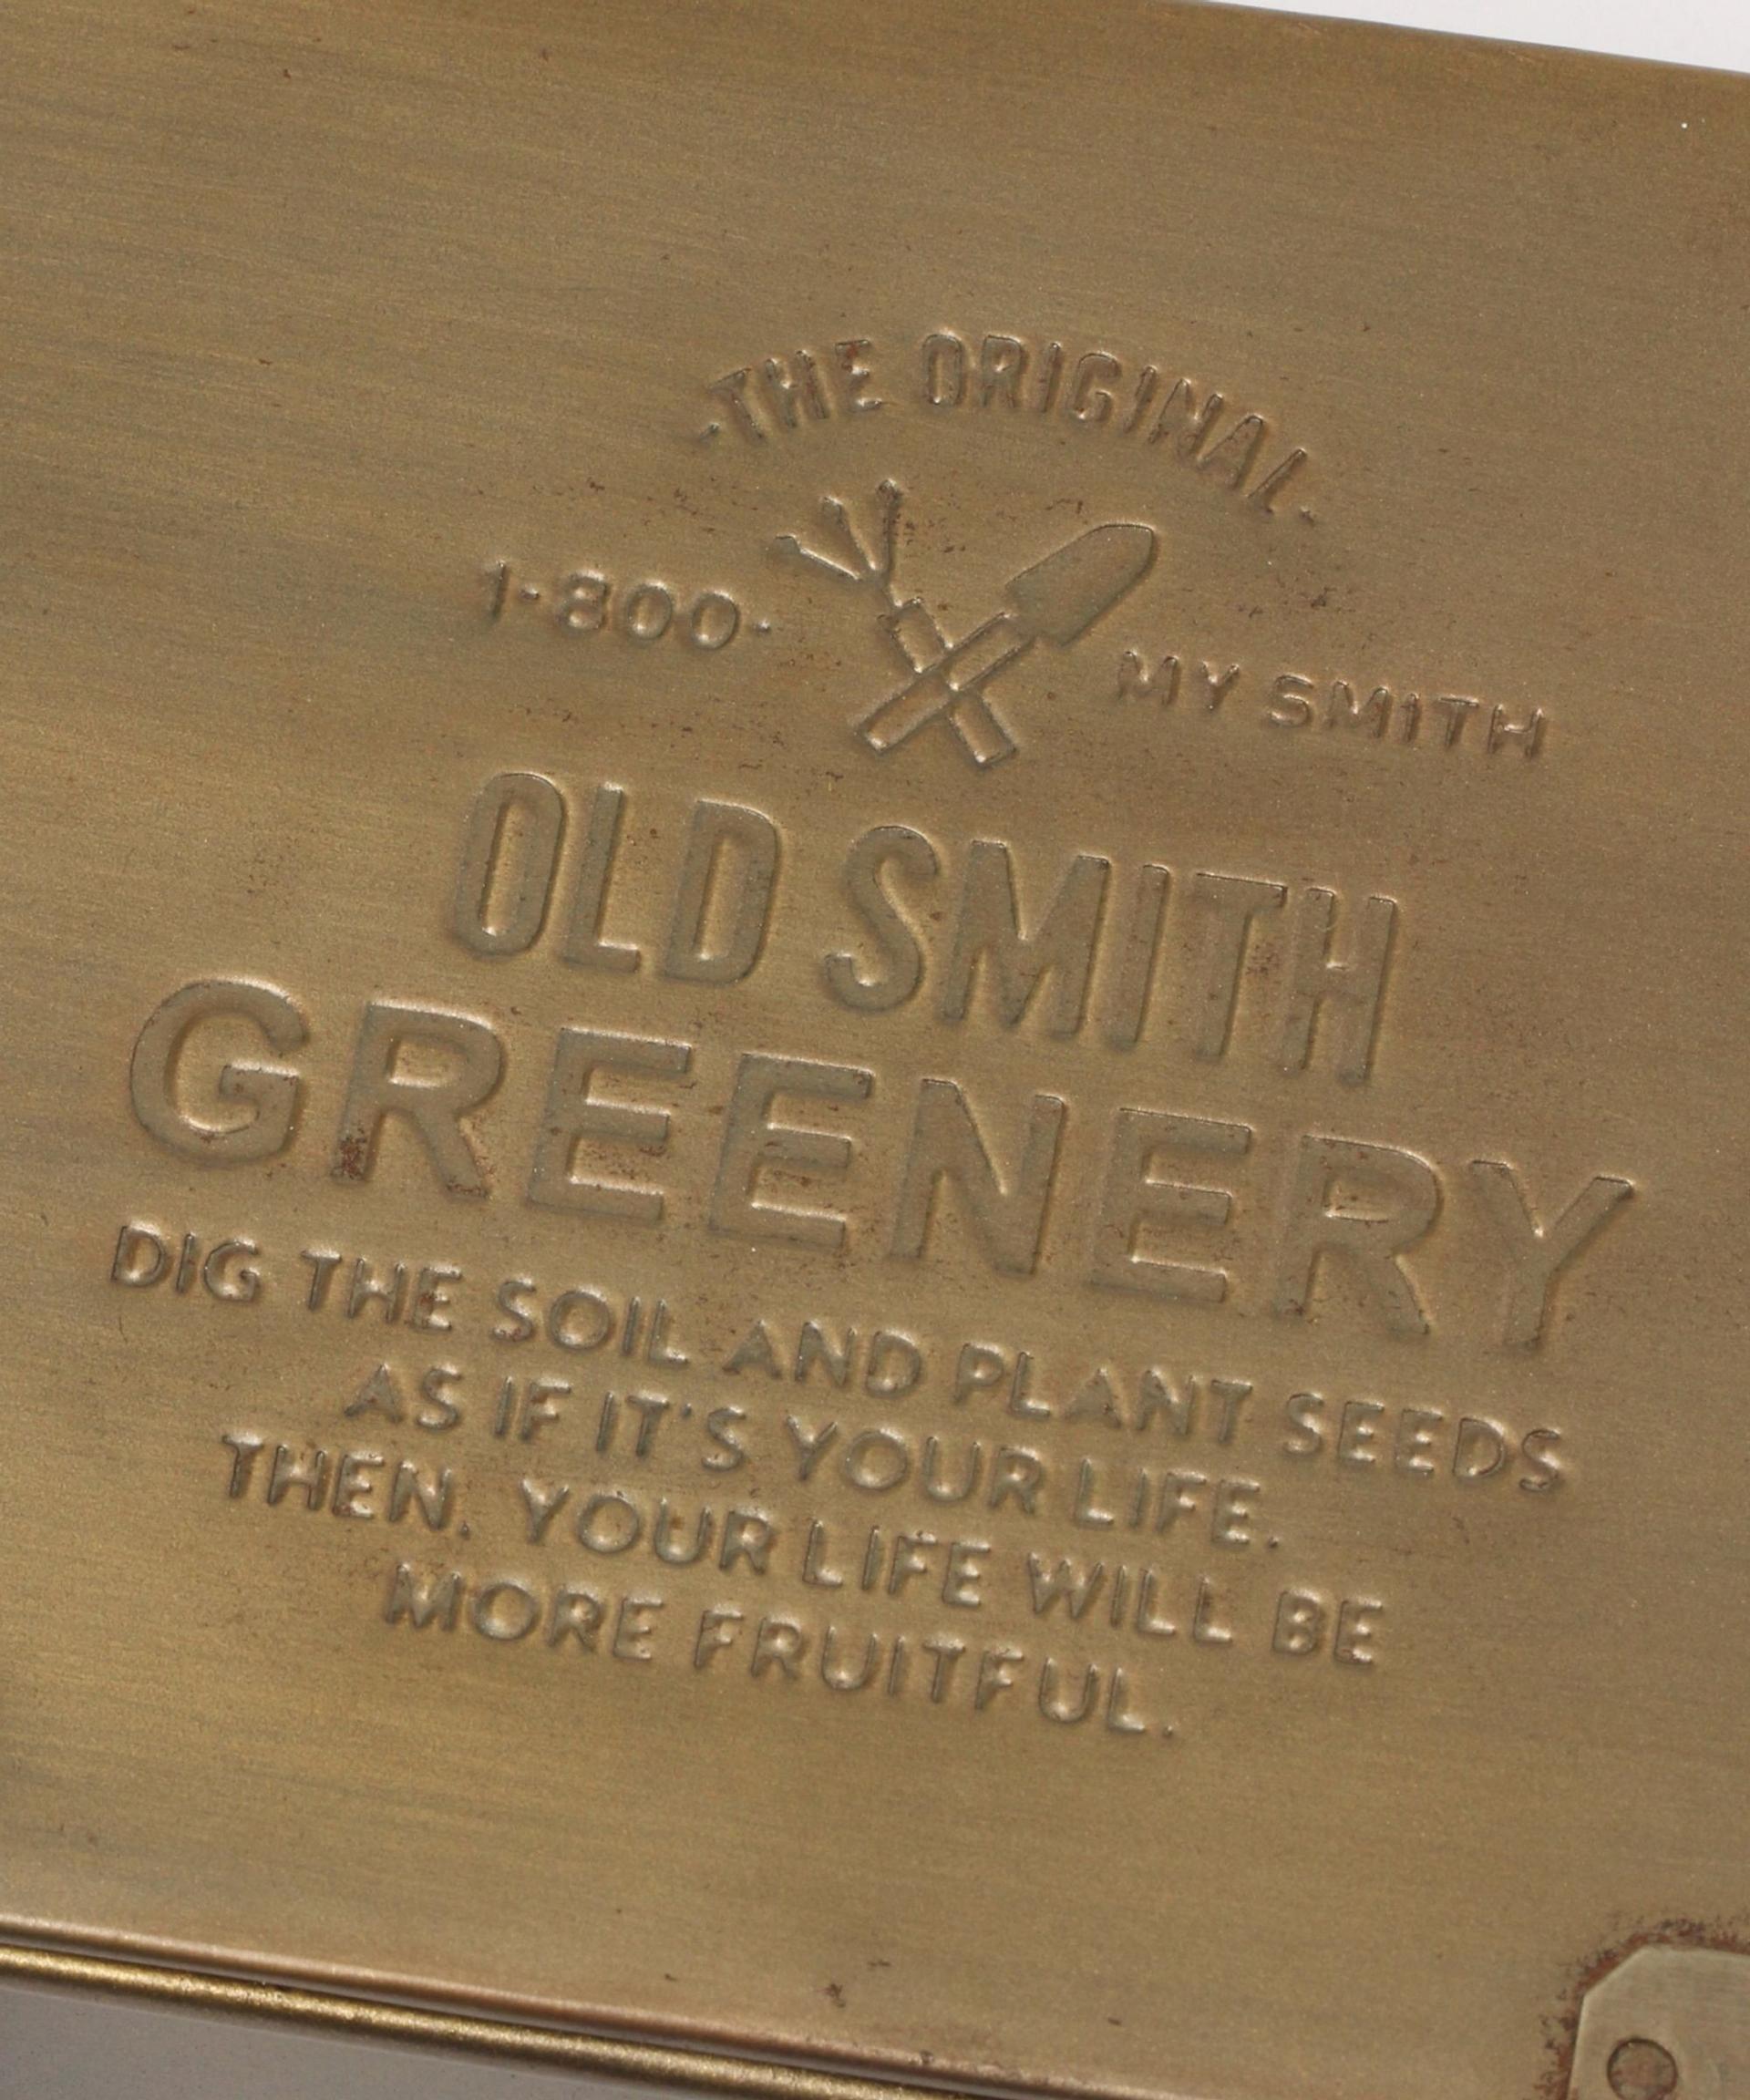 -THE ORIGINAL-
1-800- MY SMITH
OLD SMITH
GREENERY
DIG THE SOIL AND PLANT SEEDS
AS IF IT'S YOUR LIFE.
THEN. YOUR LIFE WILL BE
MORE FRUITFUL.